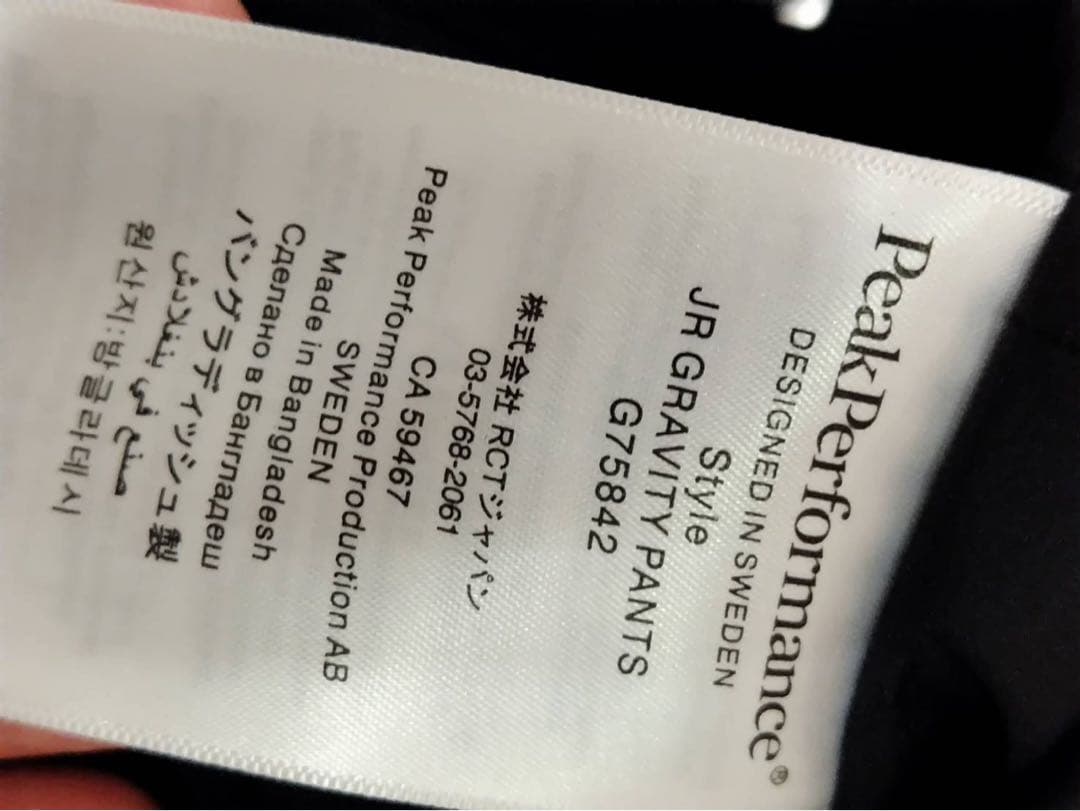 PeakPerformance®
DESIGNED IN SWEDEN
Style
JR GRAVITY PANTS
G75842
株式会社 RCTジャパン
03-5768-2061
CA 59467
Peak Performance Production AB
SWEDEN
Made in Bangladesh
Сделано в Бангладеш
バングラディッシュ製
صنع في بنغلادش
원산지:방글라데시